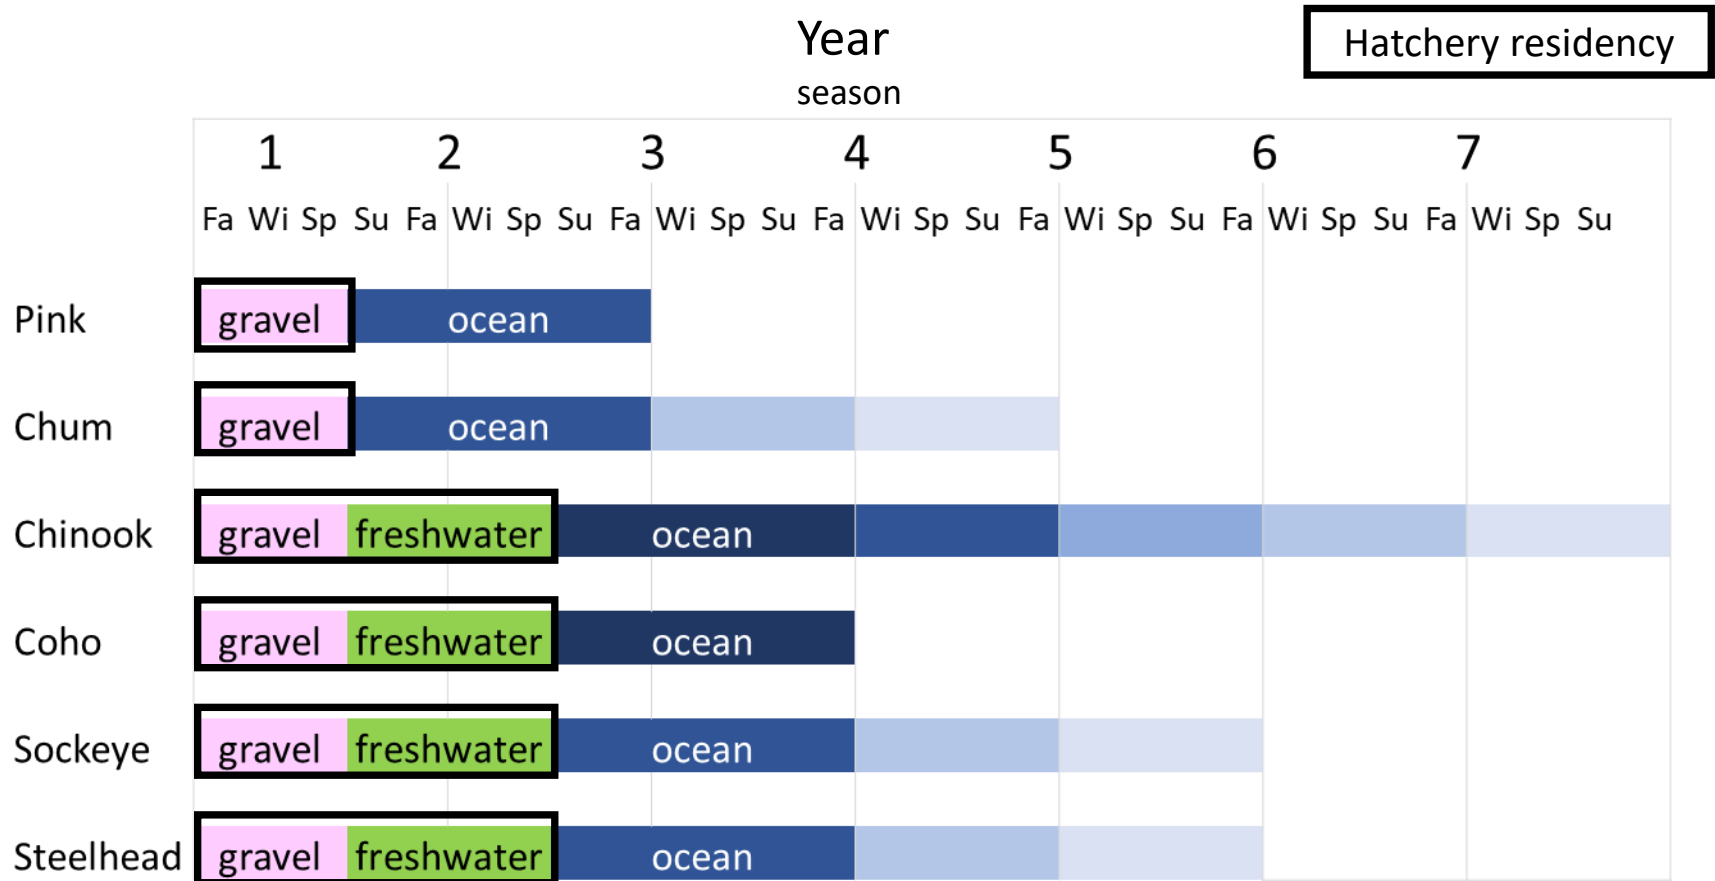 Year
Hatchery residency
season
1 2 3 4 5 6 7
Fa Wi Sp Su Fa Wi Sp Su Fa Wi Sp Su Fa Wi Sp Su Fa Wi Sp Su Fa Wi Sp Su Fa Wi Sp Su
Pink gravel ocean
Chum gravel ocean
Chinook gravel freshwater ocean
Coho gravel freshwater ocean
Sockeye gravel freshwater ocean
Steelhead gravel freshwater ocean